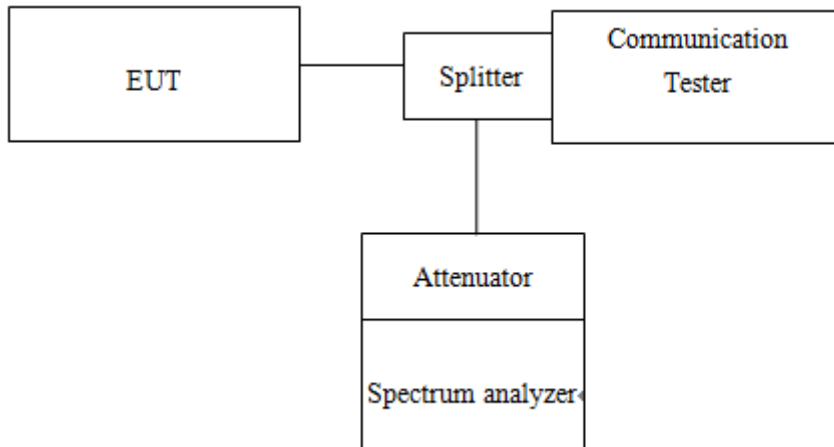 EUT
Splitter
Communication
Tester
Attenuator
Spectrum analyzer